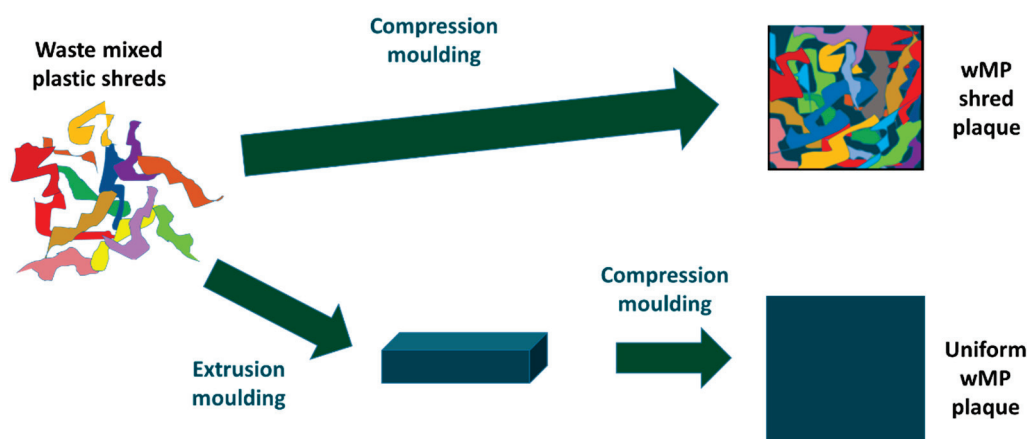 Waste mixed
plastic shreds
Compression
moulding
wMP
shred
plaque
Extrusion
moulding
Compression
moulding
Uniform
wMP
plaque